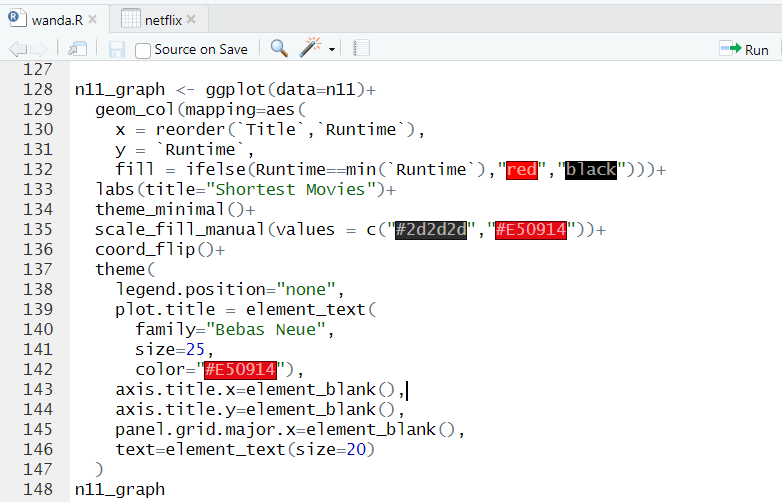 wanda.R
netflix
Source on Save
Run
127
128 n11_graph <- ggplot(data=n11)+
129   geom_col(mapping=aes(
130     x = reorder(`Title`,`Runtime`),
131     y = `Runtime`,
132     fill = ifelse(Runtime==min(`Runtime`),"red","black")))+
133   labs(title="Shortest Movies")+
134   theme_minimal()+
135   scale_fill_manual(values = c("#2d2d2d","#E50914"))+
136   coord_flip()+
137   theme(
138     legend.position="none",
139     plot.title = element_text(
140       family="Bebas Neue",
141       size=25,
142       color="#E50914"),
143     axis.title.x=element_blank(),
144     axis.title.y=element_blank(),
145     panel.grid.major.x=element_blank(),
146     text=element_text(size=20)
147   )
148 n11_graph